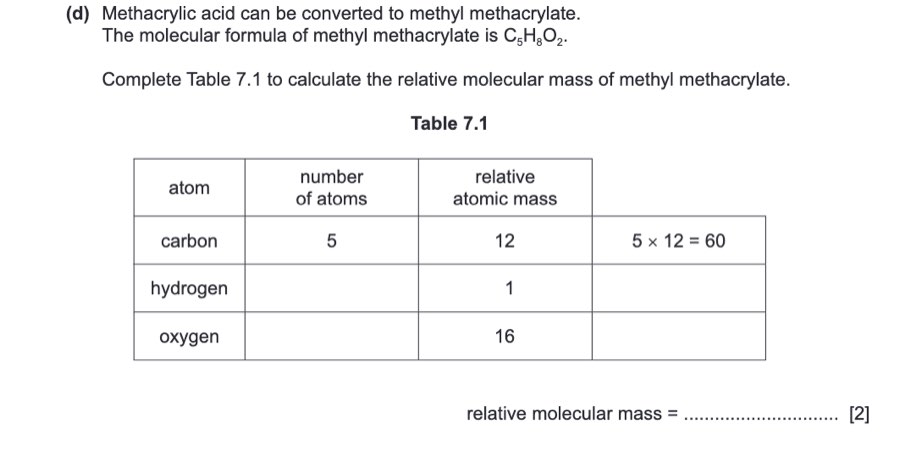 (d) Methacrylic acid can be converted to methyl methacrylate.
The molecular formula of methyl methacrylate is C₅H₈O₂.
Complete Table 7.1 to calculate the relative molecular mass of methyl methacrylate.
Table 7.1
atom number of atoms relative atomic mass
carbon 5 12 5 × 12 = 60
hydrogen 1
oxygen 16
relative molecular mass = .............................. [2]